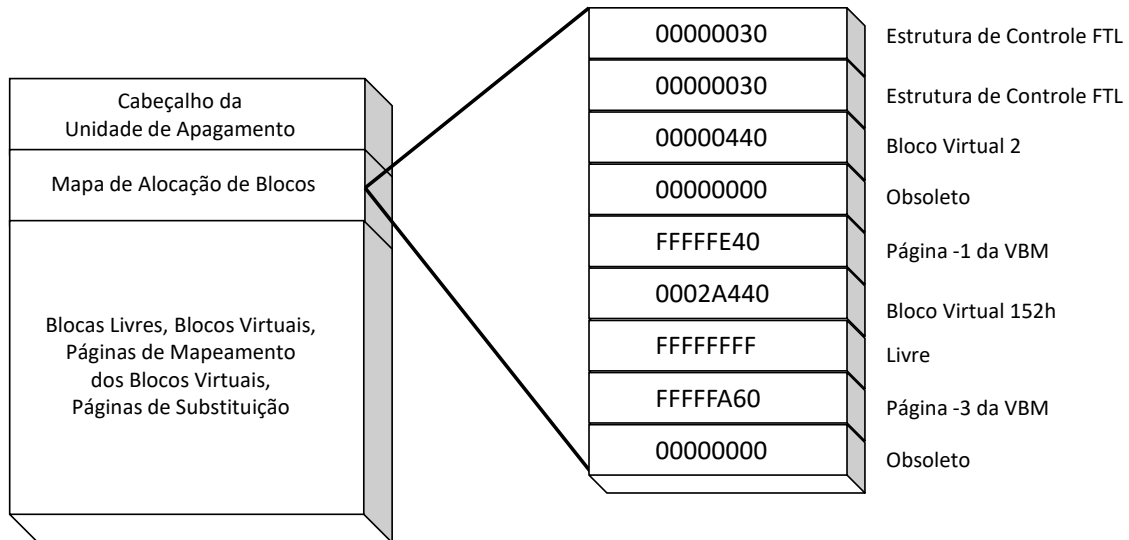 Cabeçalho da
Unidade de Apagamento
Mapa de Alocação de Blocos
Blocas Livres, Blocos Virtuais,
Páginas de Mapeamento
dos Blocos Virtuais,
Páginas de Substituição
00000030 Estrutura de Controle FTL
00000030 Estrutura de Controle FTL
00000440 Bloco Virtual 2
00000000 Obsoleto
FFFFFE40 Página -1 da VBM
0002A440 Bloco Virtual 152h
FFFFFFFF Livre
FFFFFA60 Página -3 da VBM
00000000 Obsoleto